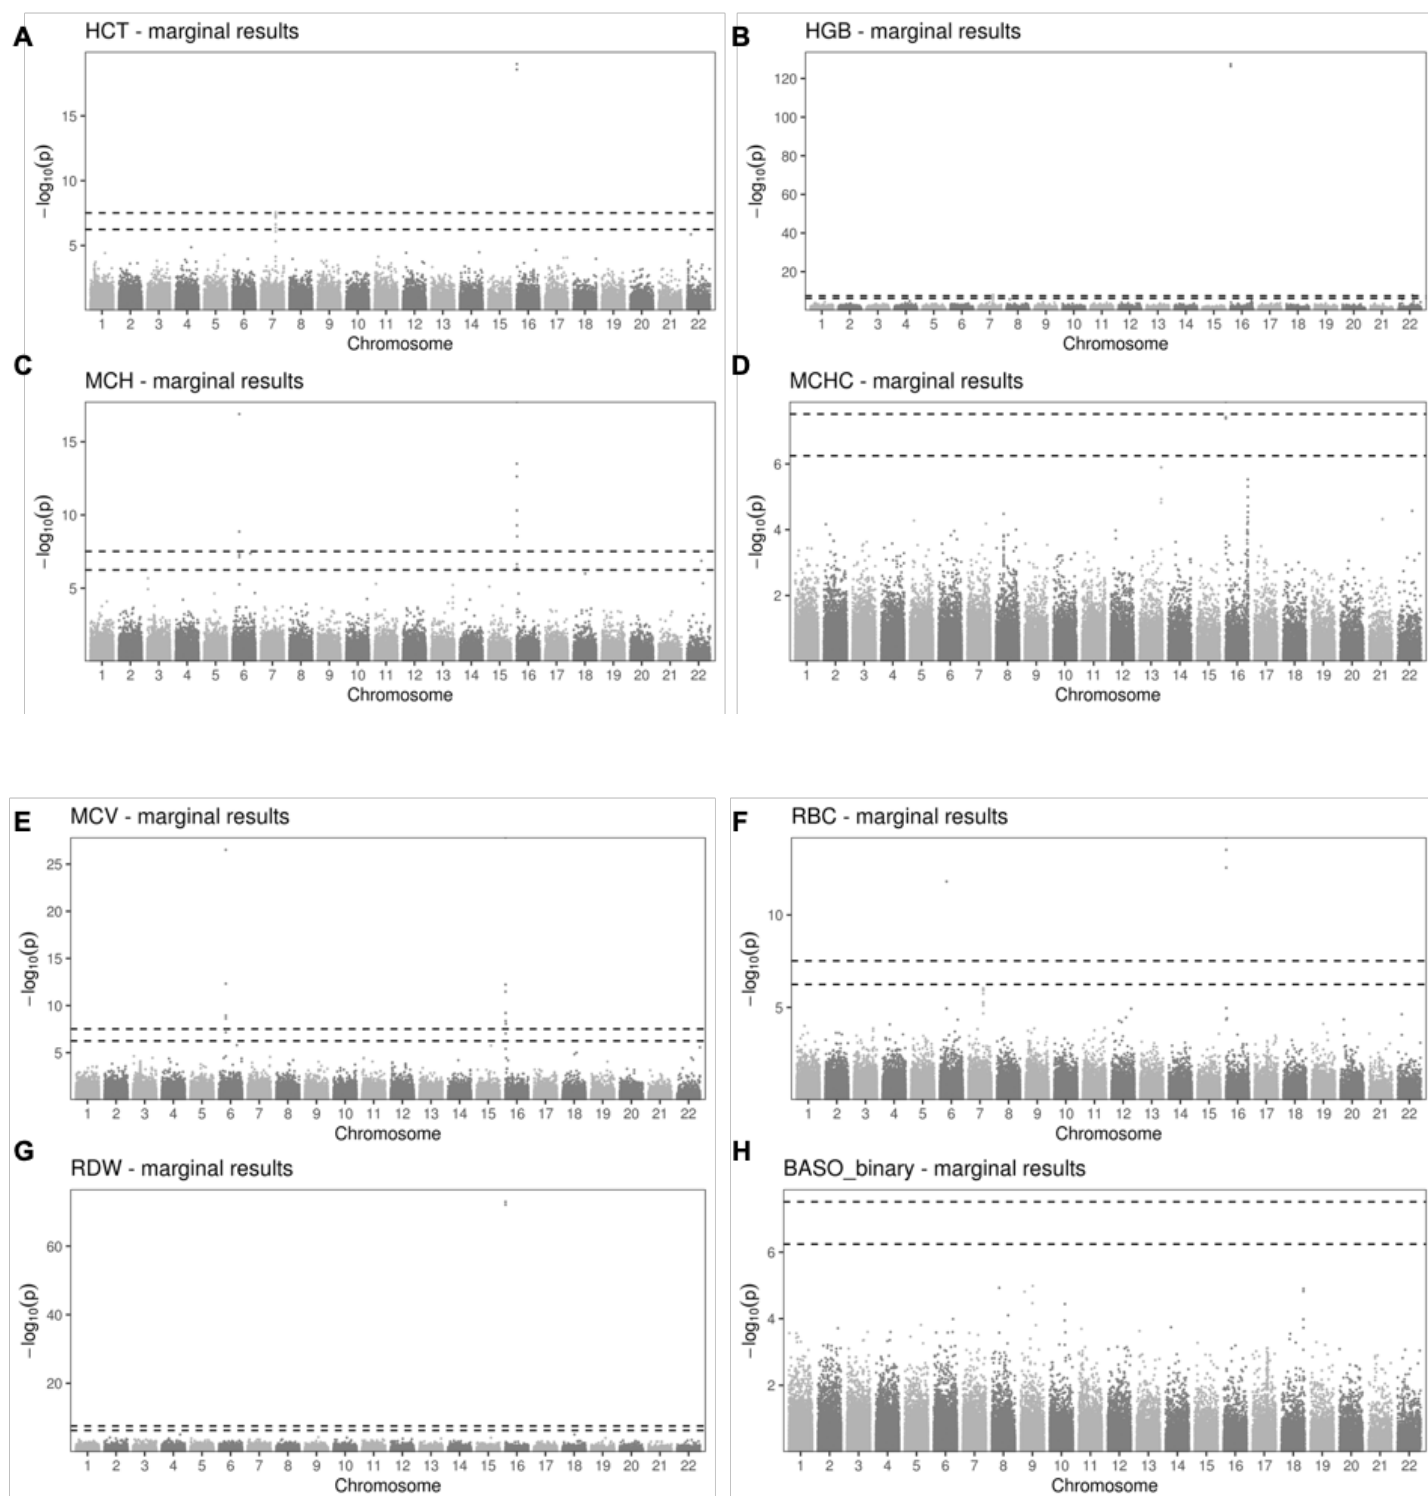 A HCT - marginal results
15
10
5
−log10(p)
1 2 3 4 5 6 7 8 9 10 11 12 13 14 15 16 17 18 19 20 21 22
Chromosome
B HGB - marginal results
120
100
80
60
40
20
−log10(p)
1 2 3 4 5 6 7 8 9 10 11 12 13 14 15 16 17 18 19 20 21 22
Chromosome
C MCH - marginal results
15
10
5
−log10(p)
1 2 3 4 5 6 7 8 9 10 11 12 13 14 15 16 17 18 19 20 21 22
Chromosome
D MCHC - marginal results
6
4
2
−log10(p)
1 2 3 4 5 6 7 8 9 10 11 12 13 14 15 16 17 18 19 20 21 22
Chromosome
E MCV - marginal results
25
20
15
10
5
−log10(p)
1 2 3 4 5 6 7 8 9 10 11 12 13 14 15 16 17 18 19 20 21 22
Chromosome
F RBC - marginal results
10
5
−log10(p)
1 2 3 4 5 6 7 8 9 10 11 12 13 14 15 16 17 18 19 20 21 22
Chromosome
G RDW - marginal results
60
40
20
−log10(p)
1 2 3 4 5 6 7 8 9 10 11 12 13 14 15 16 17 18 19 20 21 22
Chromosome
H BASO_binary - marginal results
6
4
2
−log10(p)
1 2 3 4 5 6 7 8 9 10 11 12 13 14 15 16 17 18 19 20 21 22
Chromosome